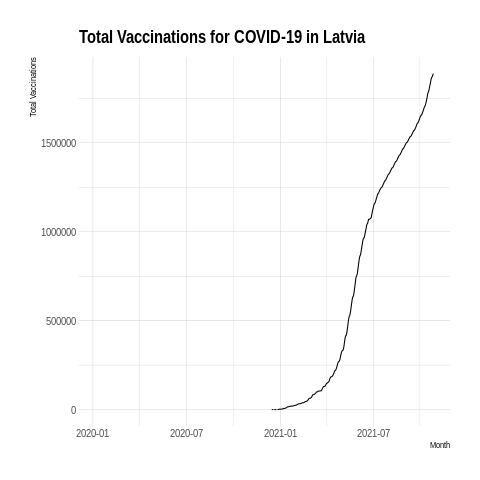 Total Vaccinations for COVID-19 in Latvia
Total Vaccinations
1500000
1000000
500000
0
2020-01 2020-07 2021-01 2021-07
Month